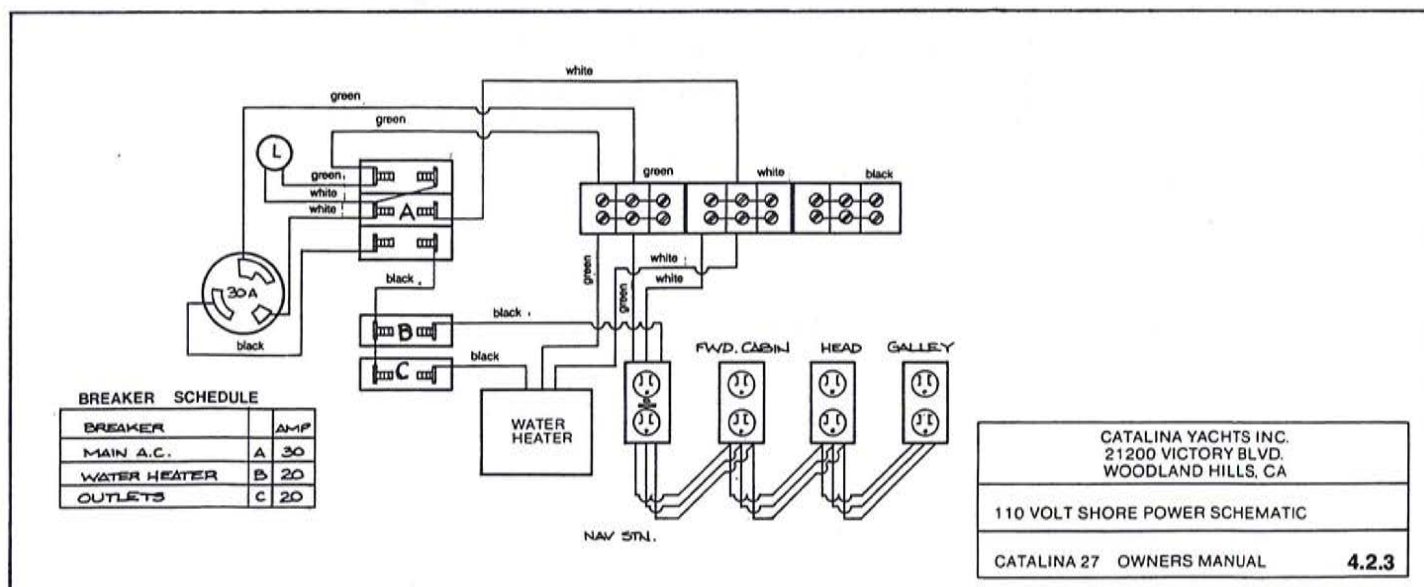 white
green
green
L
green
white
white
A
green
white
black
30A
black
black
green
green
white
white
black
B
black
C
FWD. CABIN
HEAD
GALLEY
WATER
HEATER
NAV STN.
BREAKER SCHEDULE
BREAKER AMP
MAIN A.C. A 30
WATER HEATER B 20
OUTLETS C 20
CATALINA YACHTS INC.
21200 VICTORY BLVD.
WOODLAND HILLS, CA
110 VOLT SHORE POWER SCHEMATIC
CATALINA 27 OWNERS MANUAL 4.2.3